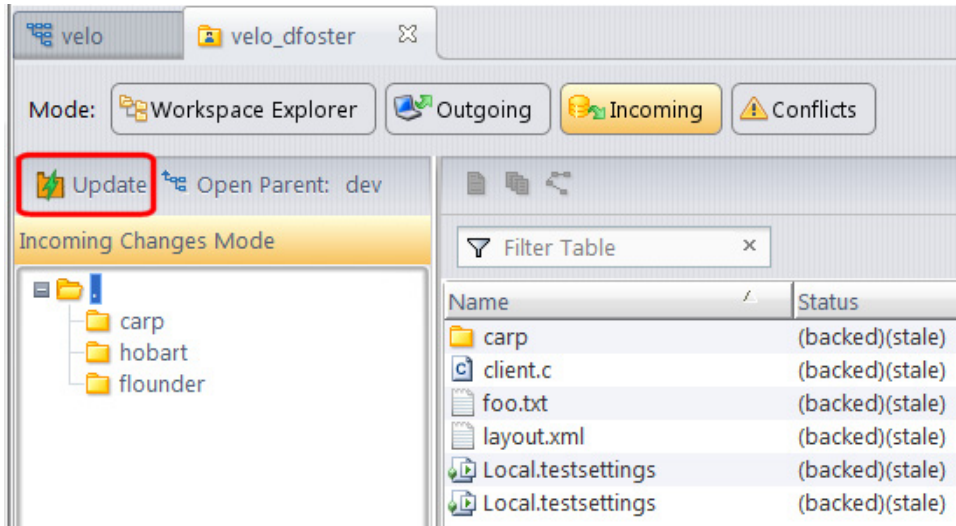 velo velo_dfoster
Mode: Workspace Explorer Outgoing Incoming Conflicts
Update Open Parent: dev
Incoming Changes Mode
.
carp
hobart
flounder
Filter Table
Name Status
carp (backed)(stale)
client.c (backed)(stale)
foo.txt (backed)(stale)
layout.xml (backed)(stale)
Local.testsettings (backed)(stale)
Local.testsettings (backed)(stale)